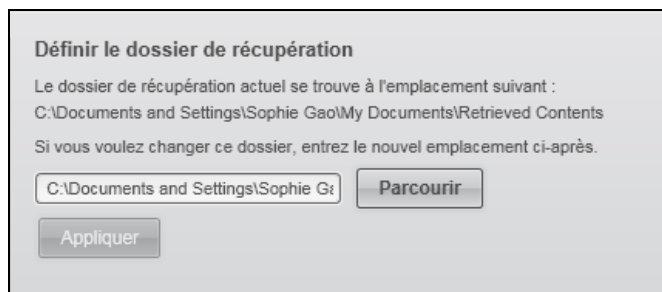 Définir le dossier de récupération
Le dossier de récupération actuel se trouve à l'emplacement suivant :
C:\Documents and Settings\Sophie Gao\My Documents\Retrieved Contents
Si vous voulez changer ce dossier, entrez le nouvel emplacement ci-après.
C:\Documents and Settings\Sophie Ga Parcourir
Appliquer